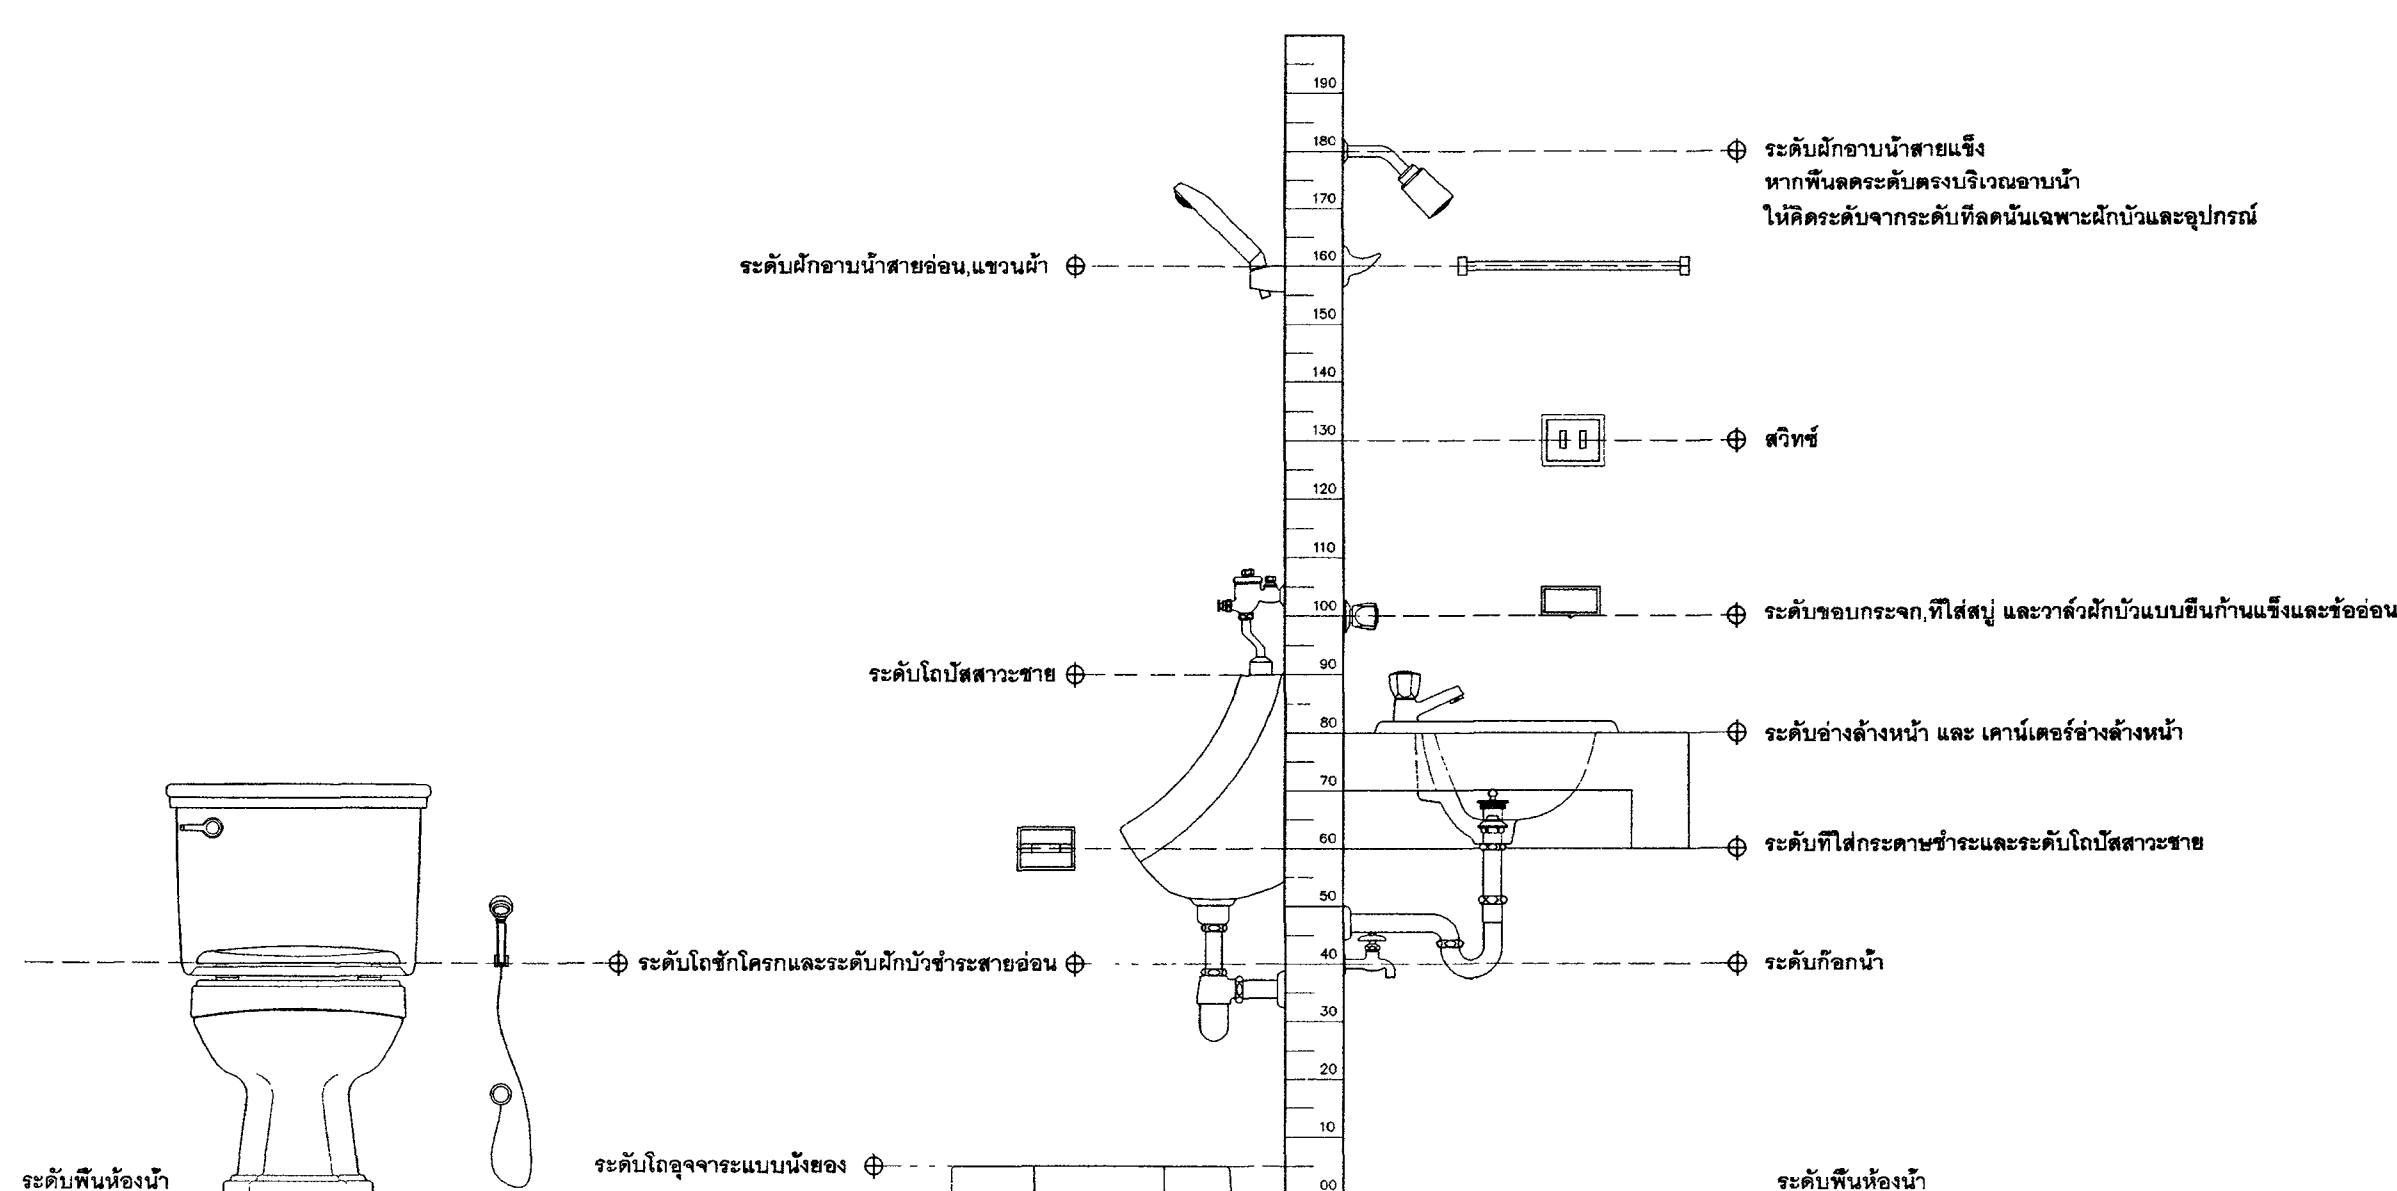 190
180
ระดับฝักอาบน้ำสายแข็ง
หากพื้นลดระดับตรงบริเวณอาบน้ำ
170
ให้คิดระดับจากระดับที่ลดนั้นเฉพาะฝักบัวและอุปกรณ์
ระดับฝักอาบน้ำสายอ่อน,แขวนผ้า
160
150
140
130
สวิทซ์
120
110
100
ระดับขอบกระจก,ที่ใส่สบู่ และวาล์วฝักบัวแบบยืนก้านแข็งและข้ออ่อน
ระดับโถปัสสาวะชาย
90
80
ระดับอ่างล้างหน้า และ เคาน์เตอร์อ่างล้างหน้า
70
60
ระดับที่ใส่กระดาษชำระและระดับโถปัสสาวะชาย
50
ระดับโถชักโครกและระดับฝักบัวชำระสายอ่อน
40
ระดับก๊อกน้ำ
30
20
10
ระดับโถอุจจาระแบบนั่งยอง
ระดับพื้นห้องน้ำ
00
ระดับพื้นห้องน้ำ